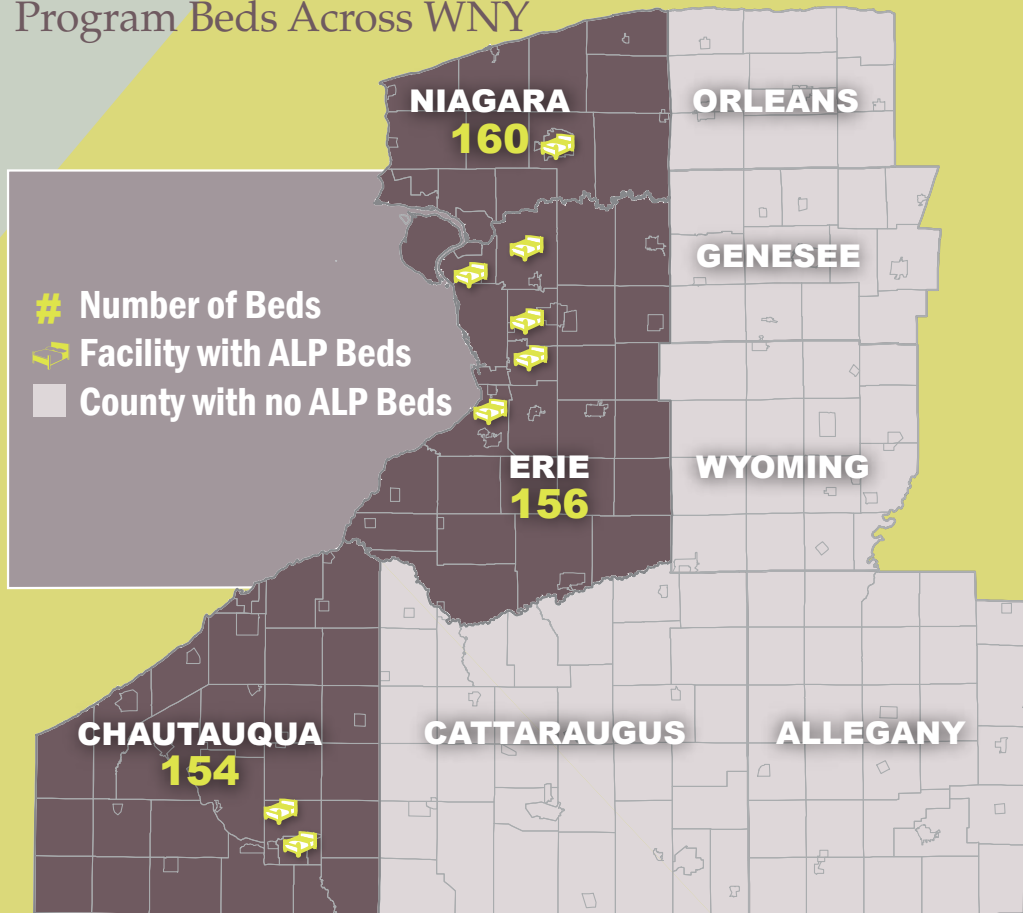 Program Beds Across WNY
NIAGARA
160
ORLEANS
GENESEE
# Number of Beds
Facility with ALP Beds
County with no ALP Beds
ERIE
156
WYOMING
CHAUTAUQUA
154
CATTARAUGUS
ALLEGANY